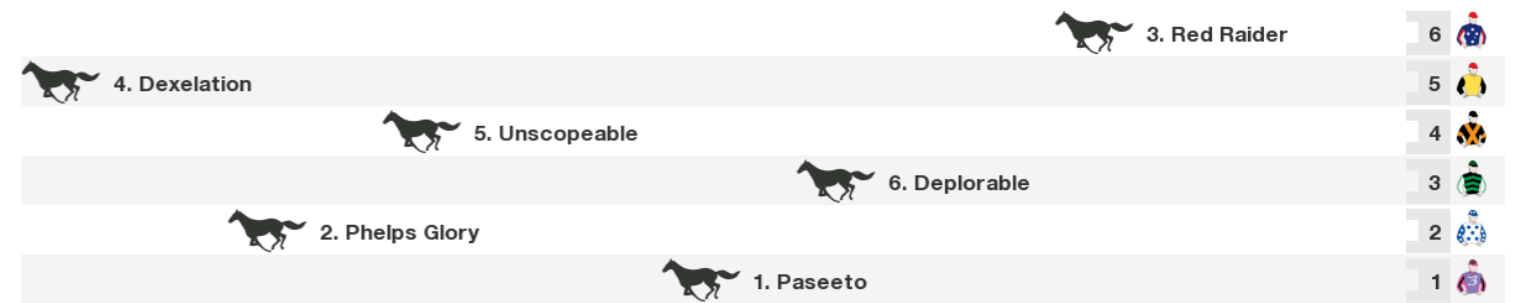 3. Red Raider 6
4. Dexelation 5
5. Unscopeable 4
6. Deplorable 3
2. Phelps Glory 2
1. Paseeto 1
3